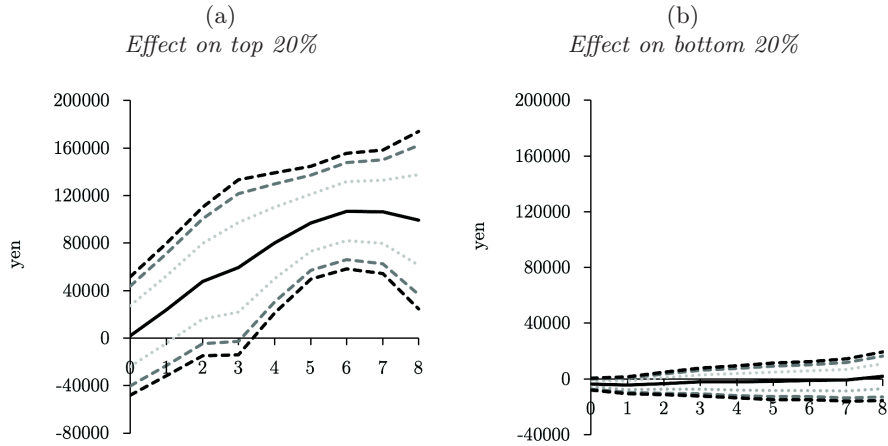 (a)
Effect on top 20%
200000
160000
120000
80000
40000
0
-40000
-80000
yen
0 1 2 3 4 5 6 7 8
(b)
Effect on bottom 20%
200000
160000
120000
80000
40000
0
-40000
yen
0 1 2 3 4 5 6 7 8